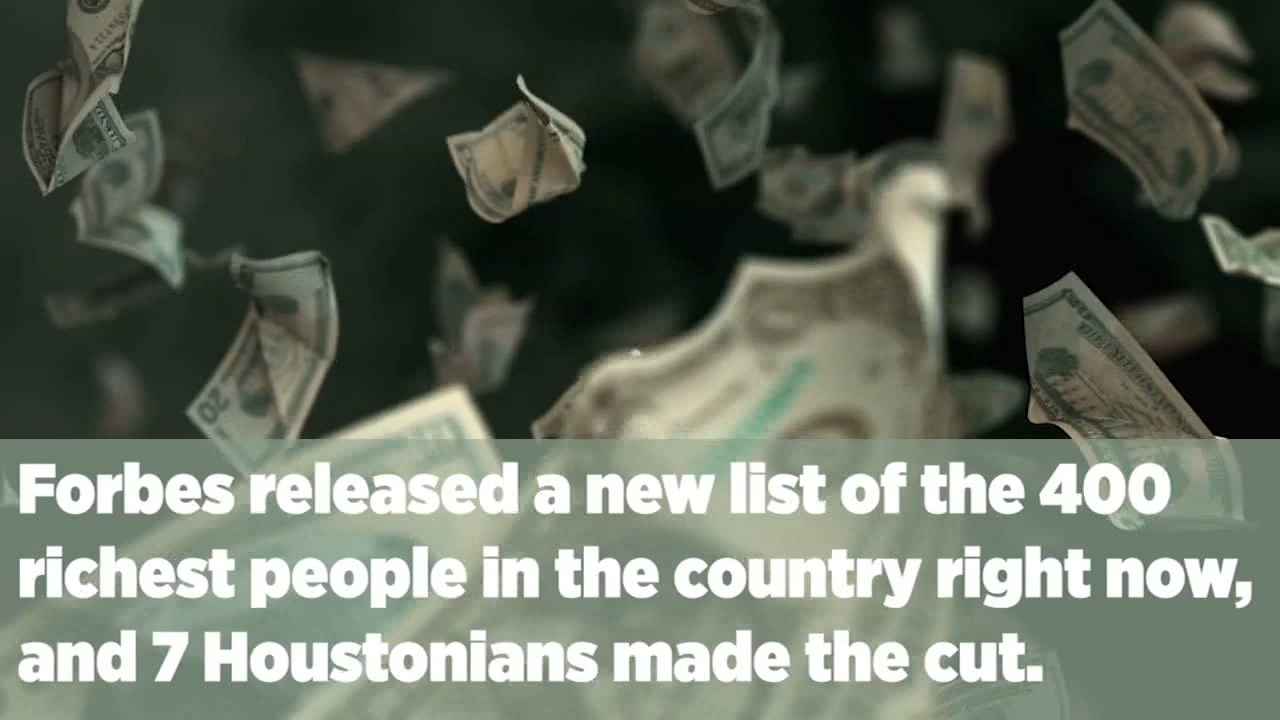 20
Forbes released a new list of the 400
richest people in the country right now,
and 7 Houstonians made the cut.